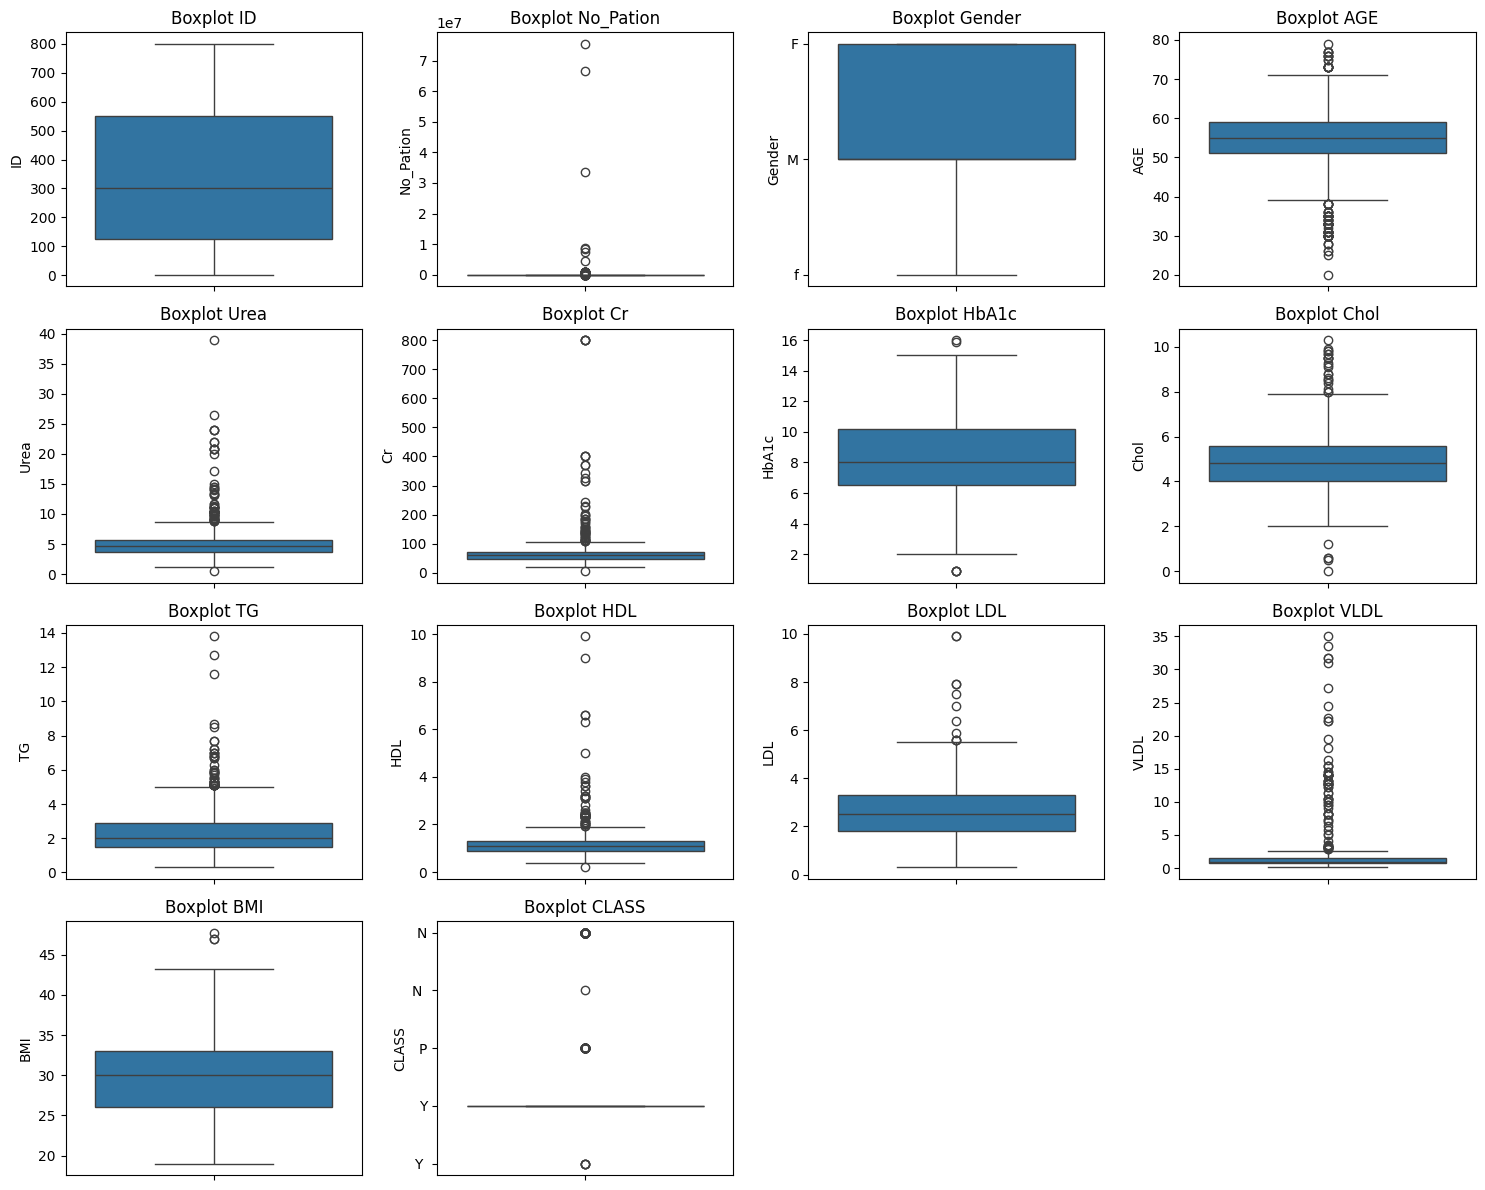 Boxplot ID
ID
800
700
600
500
400
300
200
100
0
Boxplot No_Pation
1e7
No_Pation
7
6
5
4
3
2
1
0
Boxplot Gender
Gender
F
M
f
Boxplot AGE
AGE
80
70
60
50
40
30
20
Boxplot Urea
Urea
40
35
30
25
20
15
10
5
0
Boxplot Cr
Cr
800
700
600
500
400
300
200
100
0
Boxplot HbA1c
HbA1c
16
14
12
10
8
6
4
2
Boxplot Chol
Chol
10
8
6
4
2
0
Boxplot TG
TG
14
12
10
8
6
4
2
0
Boxplot HDL
HDL
10
8
6
4
2
0
Boxplot LDL
LDL
10
8
6
4
2
0
Boxplot VLDL
VLDL
35
30
25
20
15
10
5
0
Boxplot BMI
BMI
45
40
35
30
25
20
Boxplot CLASS
CLASS
N
N
P
Y
Y